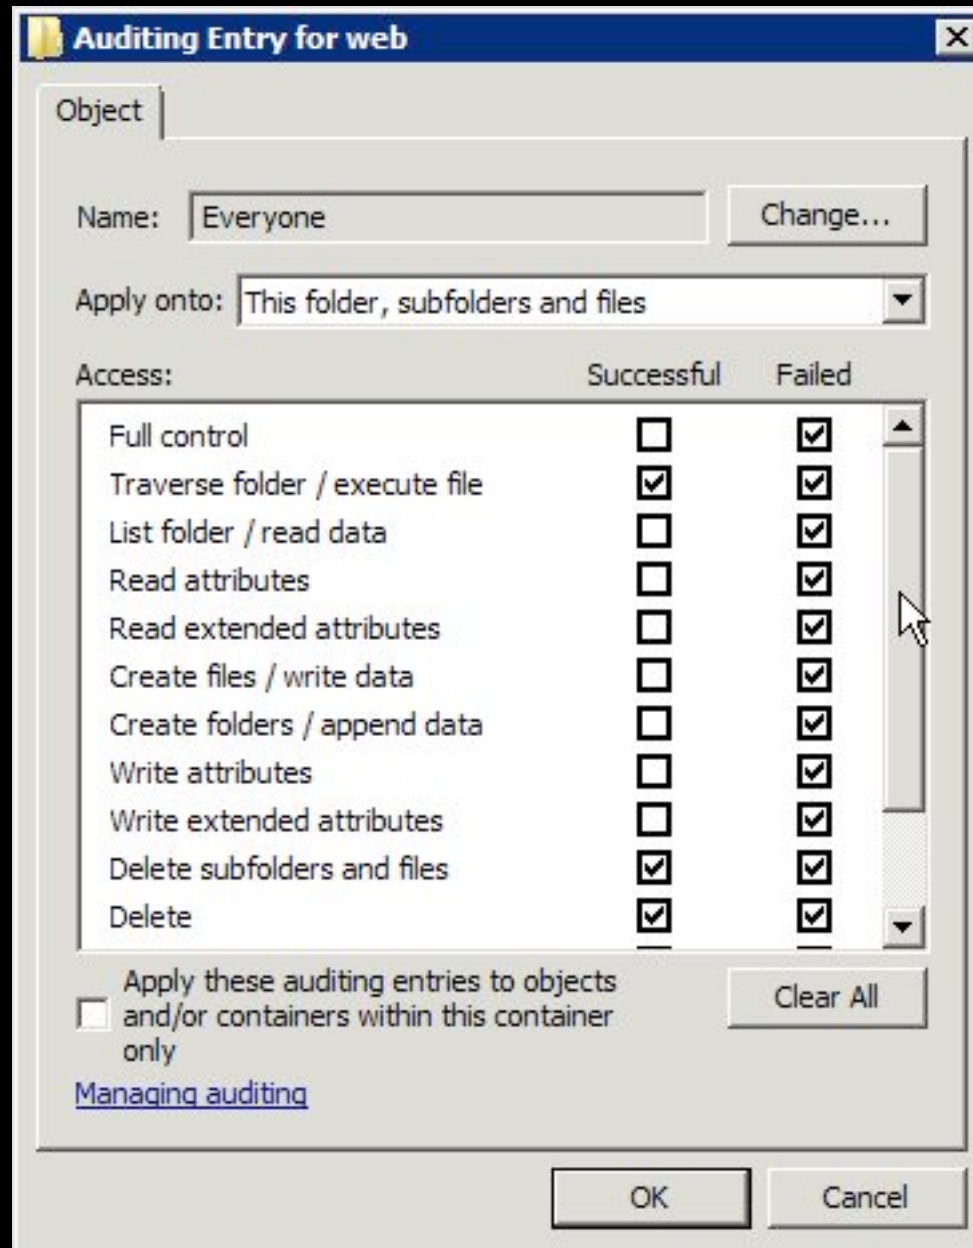 Auditing Entry for web
Object
Name: Everyone Change...
Apply onto: This folder, subfolders and files
Access: Successful Failed
Full control
Traverse folder / execute file
List folder / read data
Read attributes
Read extended attributes
Create files / write data
Create folders / append data
Write attributes
Write extended attributes
Delete subfolders and files
Delete
Apply these auditing entries to objects
and/or containers within this container
only
Clear All
Managing auditing
OK Cancel